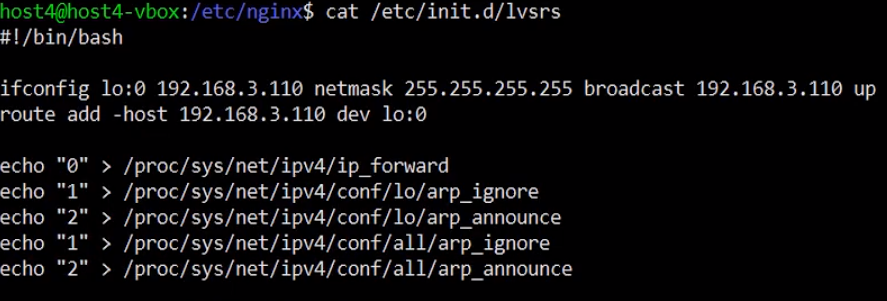 host4@host4-vbox:/etc/nginx$ cat /etc/init.d/lvsrs
#!/bin/bash
ifconfig lo:0 192.168.3.110 netmask 255.255.255.255 broadcast 192.168.3.110 up
route add -host 192.168.3.110 dev lo:0
echo "0" > /proc/sys/net/ipv4/ip_forward
echo "1" > /proc/sys/net/ipv4/conf/lo/arp_ignore
echo "2" > /proc/sys/net/ipv4/conf/lo/arp_announce
echo "1" > /proc/sys/net/ipv4/conf/all/arp_ignore
echo "2" > /proc/sys/net/ipv4/conf/all/arp_announce